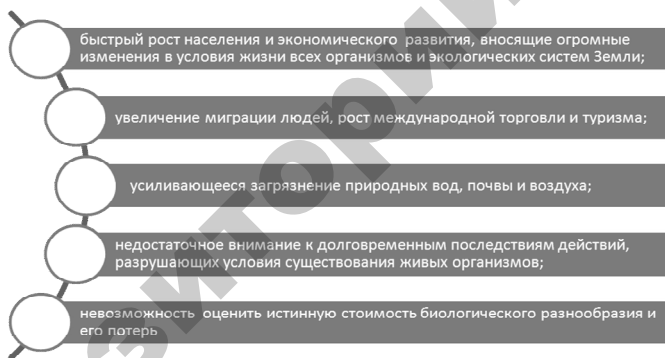 быстрый рост населения и экономического развития, вносящие огромные
изменения в условия жизни всех организмов и экологических систем Земли;
увеличение миграции людей, рост международной торговли и туризма;
усиливающееся загрязнение природных вод, почвы и воздуха;
недостаточное внимание к долговременным последствиям действий,
разрушающих условия существования живых организмов;
невозможность оценить истинную стоимость биологического разнообразия и
его потерь